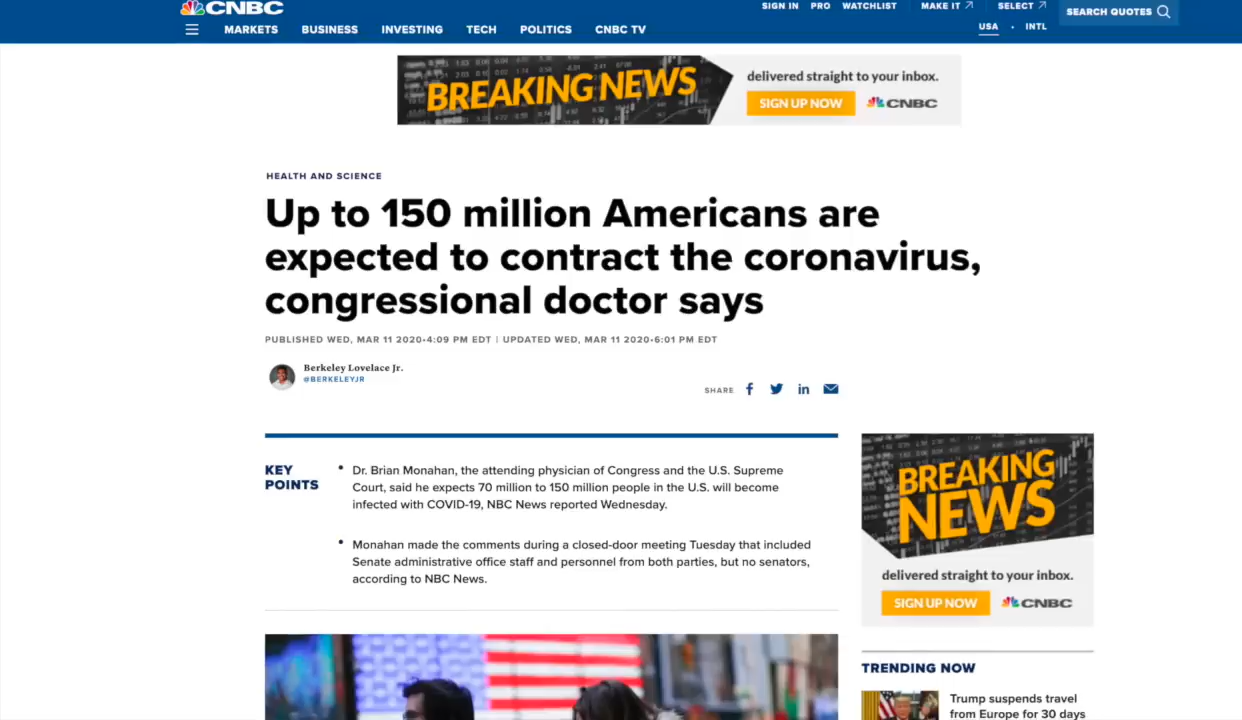 CNBC
SIGN IN PRO WATCHLIST MAKE IT SELECT
SEARCH QUOTES
USA · INTL
MARKETS BUSINESS INVESTING TECH POLITICS CNBC TV
BREAKING NEWS
delivered straight to your inbox.
SIGN UP NOW CNBC
HEALTH AND SCIENCE
Up to 150 million Americans are
expected to contract the coronavirus,
congressional doctor says
PUBLISHED WED, MAR 11 2020•4:09 PM EDT | UPDATED WED, MAR 11 2020•6:01 PM EDT
Berkeley Lovelace Jr.
@BERKELEYJR
SHARE
KEY
POINTS
• Dr. Brian Monahan, the attending physician of Congress and the U.S. Supreme
Court, said he expects 70 million to 150 million people in the U.S. will become
infected with COVID-19, NBC News reported Wednesday.
• Monahan made the comments during a closed-door meeting Tuesday that included
Senate administrative office staff and personnel from both parties, but no senators,
according to NBC News.
BREAKING
NEWS
delivered straight to your inbox.
SIGN UP NOW CNBC
TRENDING NOW
Trump suspends travel
from Europe for 30 days